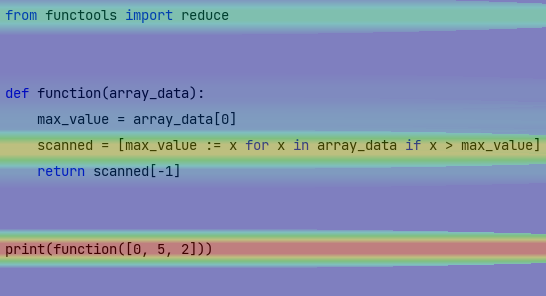 from functools import reduce
def function(array_data):
    max_value = array_data[0]
    scanned = [max_value := x for x in array_data if x > max_value]
    return scanned[-1]
print(function([0, 5, 2]))